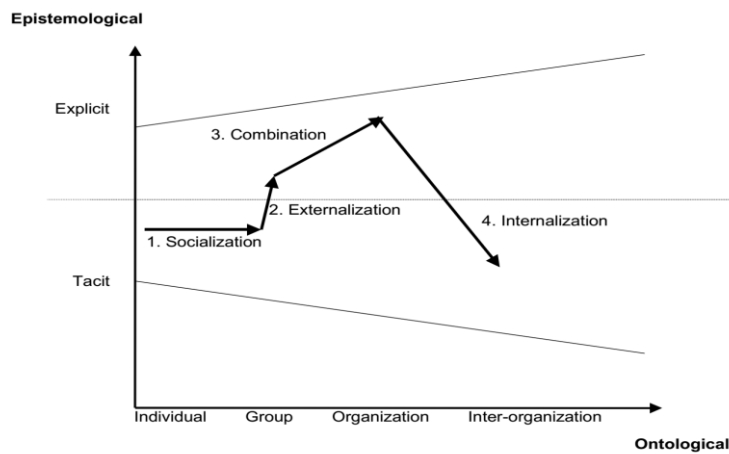 Epistemological
Explicit
3. Combination
2. Externalization
4. Internalization
1. Socialization
Tacit
Individual Group Organization Inter-organization
Ontological